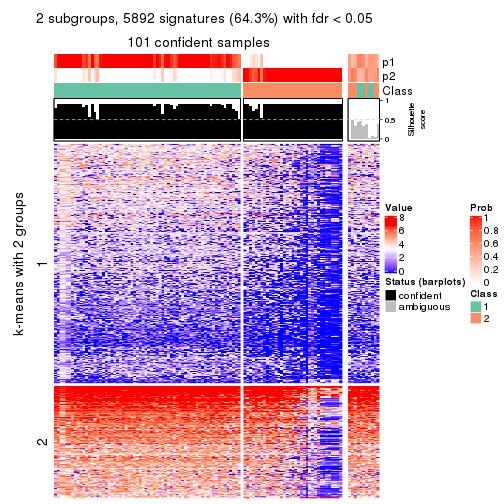 2 subgroups, 5892 signatures (64.3%) with fdr < 0.05
101 confident samples
p1
p2
Class
1
0.5
0
Silhouette
score
k-means with 2 groups
1
2
Value
8
6
4
2
0
Status (barplots)
confident
ambiguous
Prob
1
0.8
0.6
0.4
0.2
0
Class
1
2